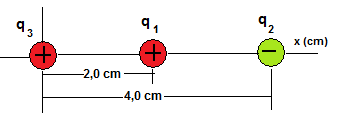 q3 q1 q2
x (cm)
+ + −
2,0 cm
4,0 cm